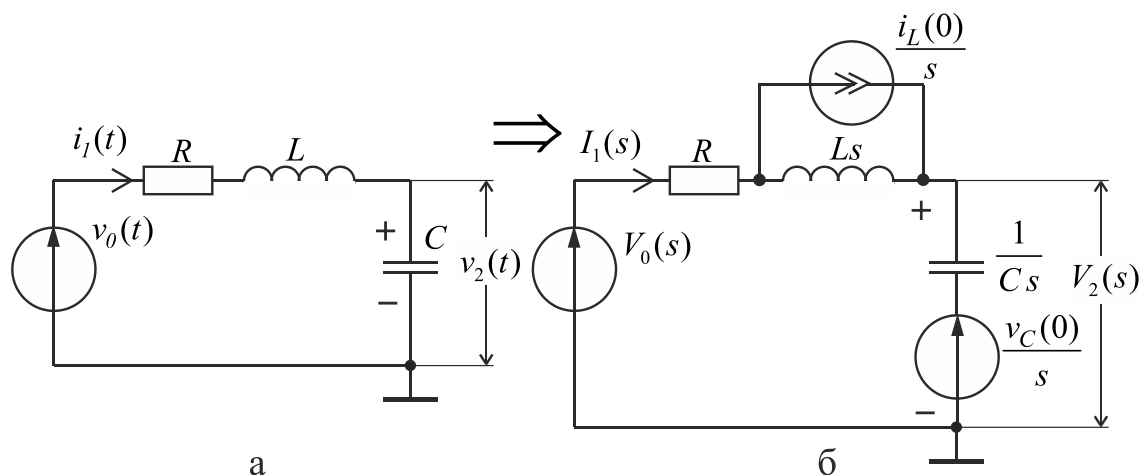 i_1(t)
R
L
v_0(t)
+
C
v_2(t)
−
а
⇒
i_L(0)
s
I_1(s)
R
Ls
+
V_0(s)
1
Cs
V_2(s)
v_C(0)
s
−
б